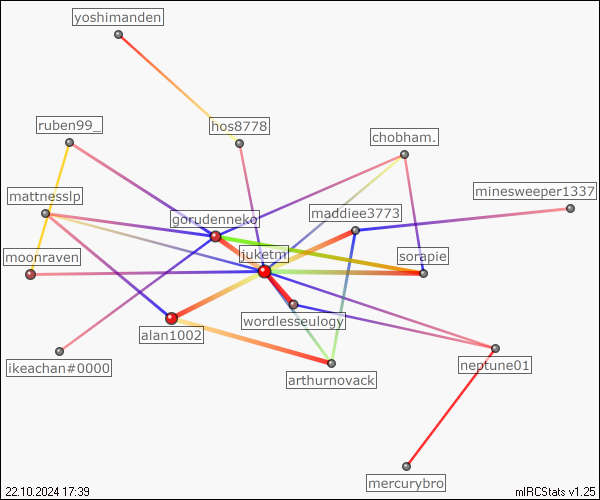 yoshimanden
ruben99_
hos8778
chobham.
mattnesslp
minesweeper1337
gorudenneko
maddiee3773
moonraven
juketm
sorapie
wordlesseulogy
alan1002
ikeachan#0000
neptune01
arthurnovack
mercurybro
22.10.2024 17:39
mIRCStats v1.25